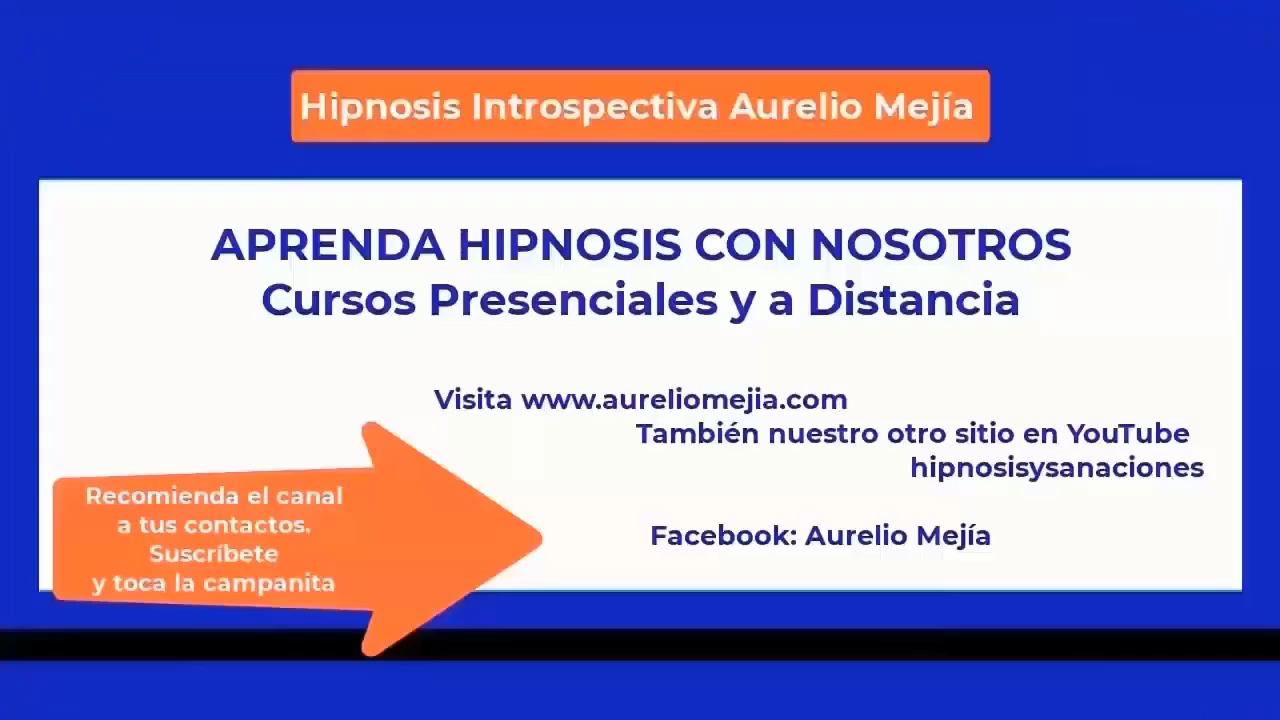 Hipnosis Introspectiva Aurelio Mejía
APRENDA HIPNOSIS CON NOSOTROS
Cursos Presenciales y a Distancia
Visita www.aureliomejia.com
También nuestro otro sitio en YouTube
hipnosisysanaciones
Facebook: Aurelio Mejía
Recomienda el canal
a tus contactos.
Suscríbete
y toca la campanita